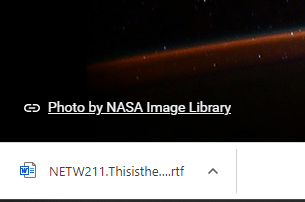 Photo by NASA Image Library
NETW211.Thisisthe....rtf